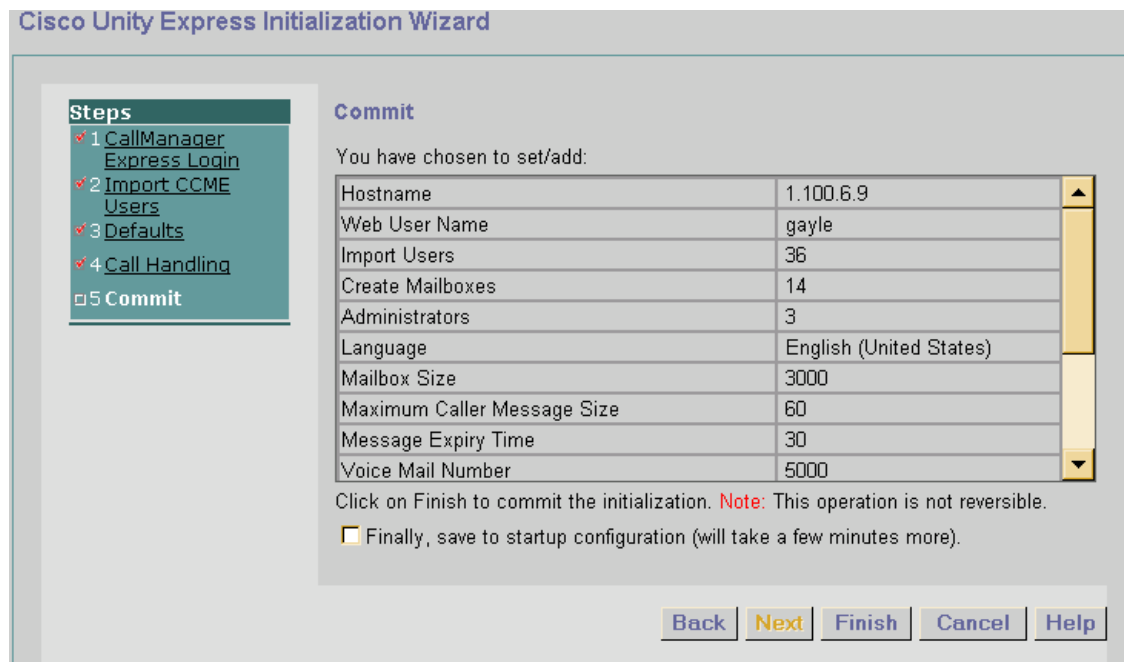 Cisco Unity Express Initialization Wizard
Steps
1 CallManager
Express Login
2 Import CCME
Users
3 Defaults
4 Call Handling
5 Commit
Commit
You have chosen to set/add:
Hostname 1.100.6.9
Web User Name gayle
Import Users 36
Create Mailboxes 14
Administrators 3
Language English (United States)
Mailbox Size 3000
Maximum Caller Message Size 60
Message Expiry Time 30
Voice Mail Number 5000
Click on Finish to commit the initialization. Note: This operation is not reversible.
Finally, save to startup configuration (will take a few minutes more).
Back Next Finish Cancel Help